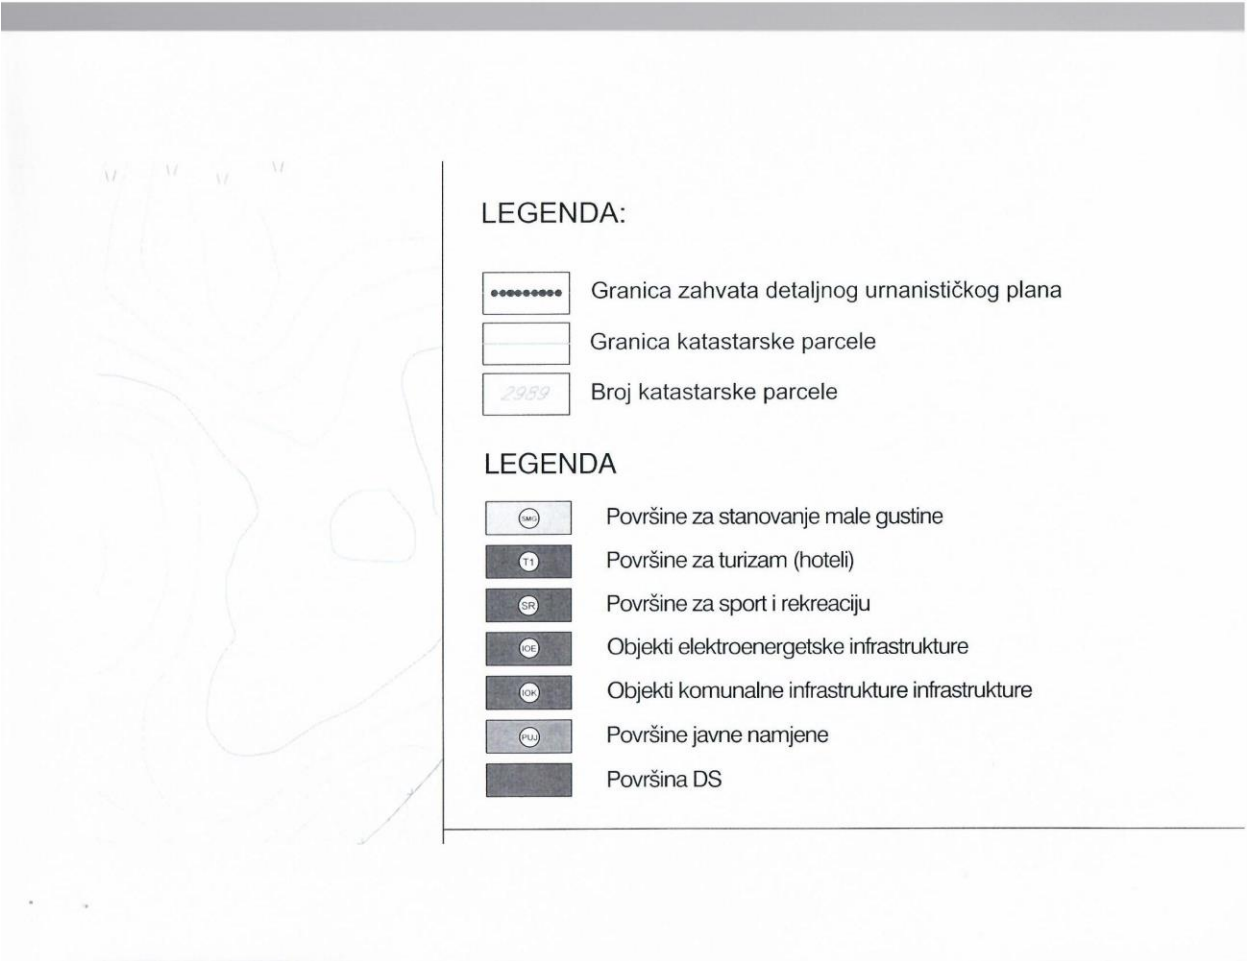 LEGENDA:
Granica zahvata detaljnog urnanističkog plana
Granica katastarske parcele
2989 Broj katastarske parcele
LEGENDA
SMG Površine za stanovanje male gustine
T1 Površine za turizam (hoteli)
SR Površine za sport i rekreaciju
IOE Objekti elektroenergetske infrastrukture
IOK Objekti komunalne infrastrukture infrastrukture
PUJ Površine javne namjene
Površina DS